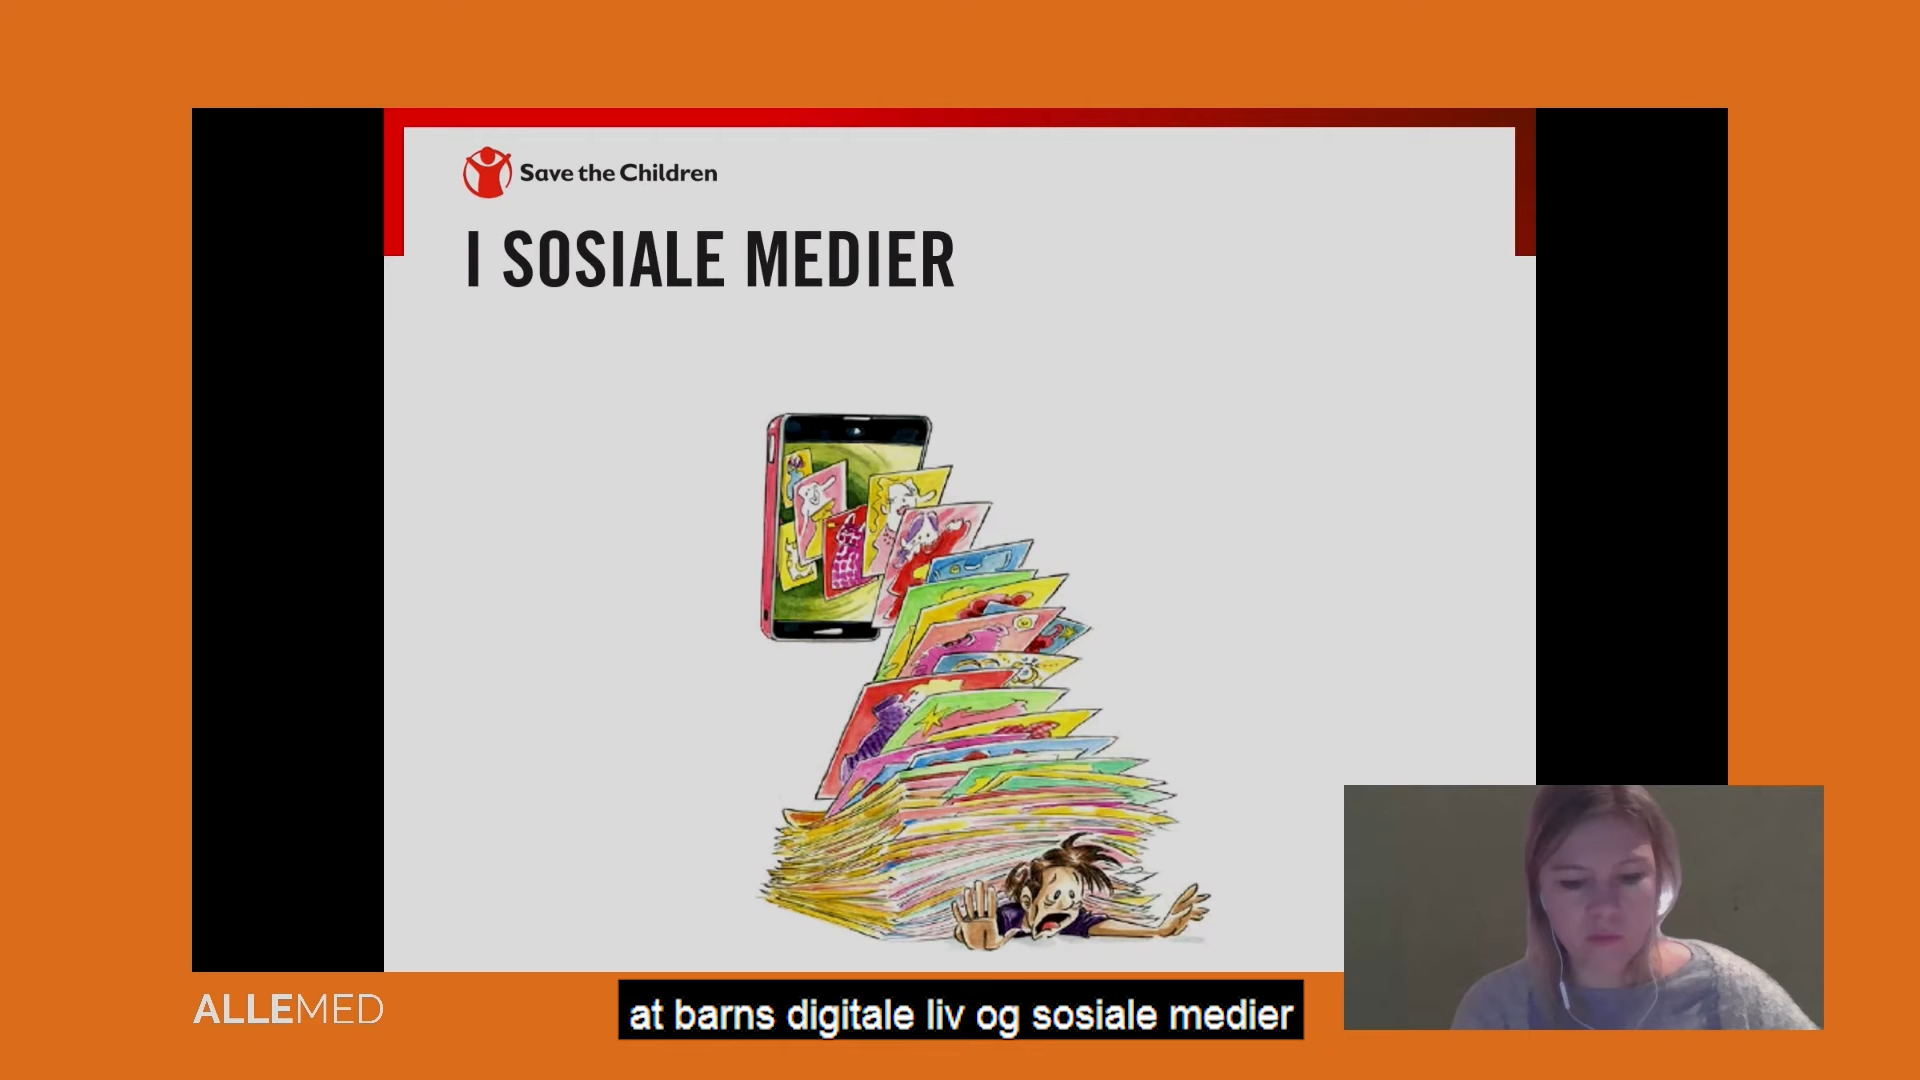 Save the Children
I SOSIALE MEDIER
ALLEMED
at barns digitale liv og sosiale medier